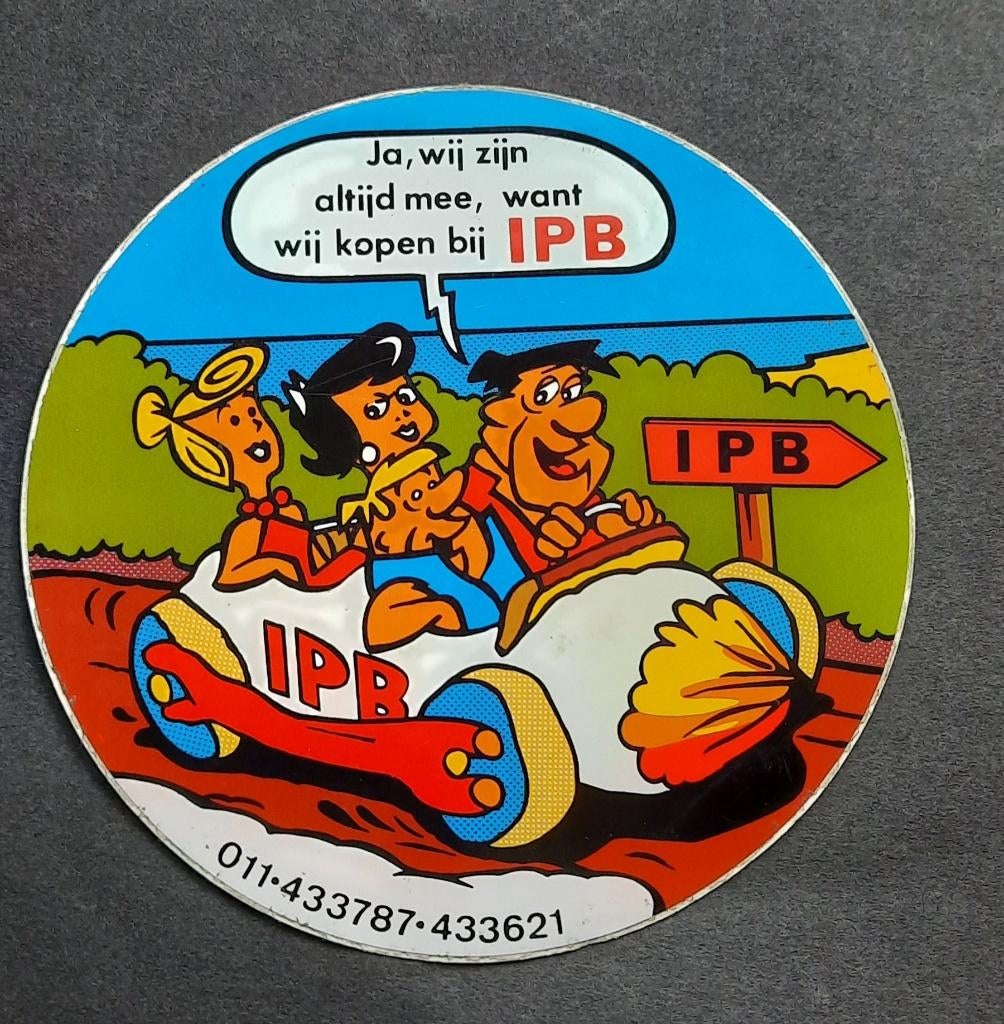 Ja, wij zijn
altijd mee, want
wij kopen bij IPB
IPB
IPB
011·433787·433621